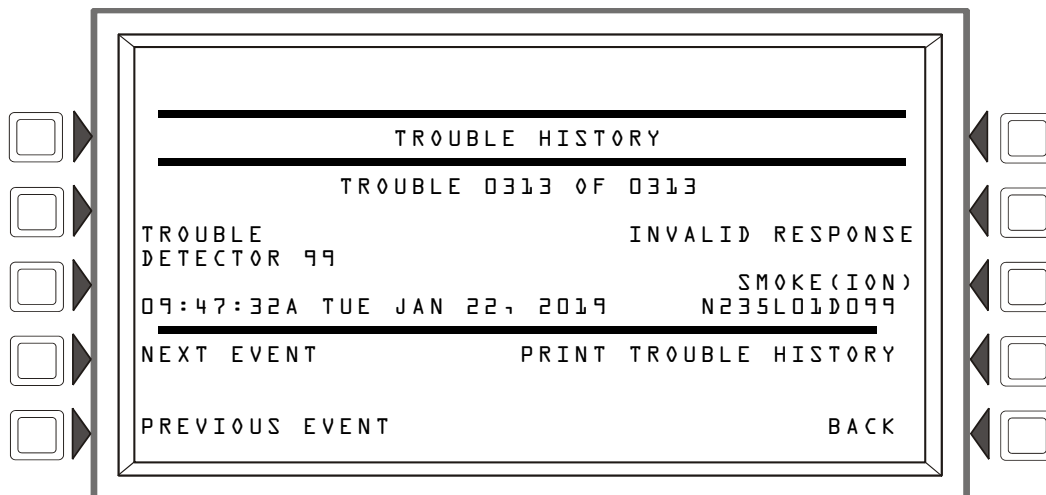 TROUBLE HISTORY
TROUBLE 0313 OF 0313
TROUBLE INVALID RESPONSE
DETECTOR 99
SMOKE(ION)
09:47:32A TUE JAN 22, 2019 N235L01D099
NEXT EVENT PRINT TROUBLE HISTORY
PREVIOUS EVENT BACK